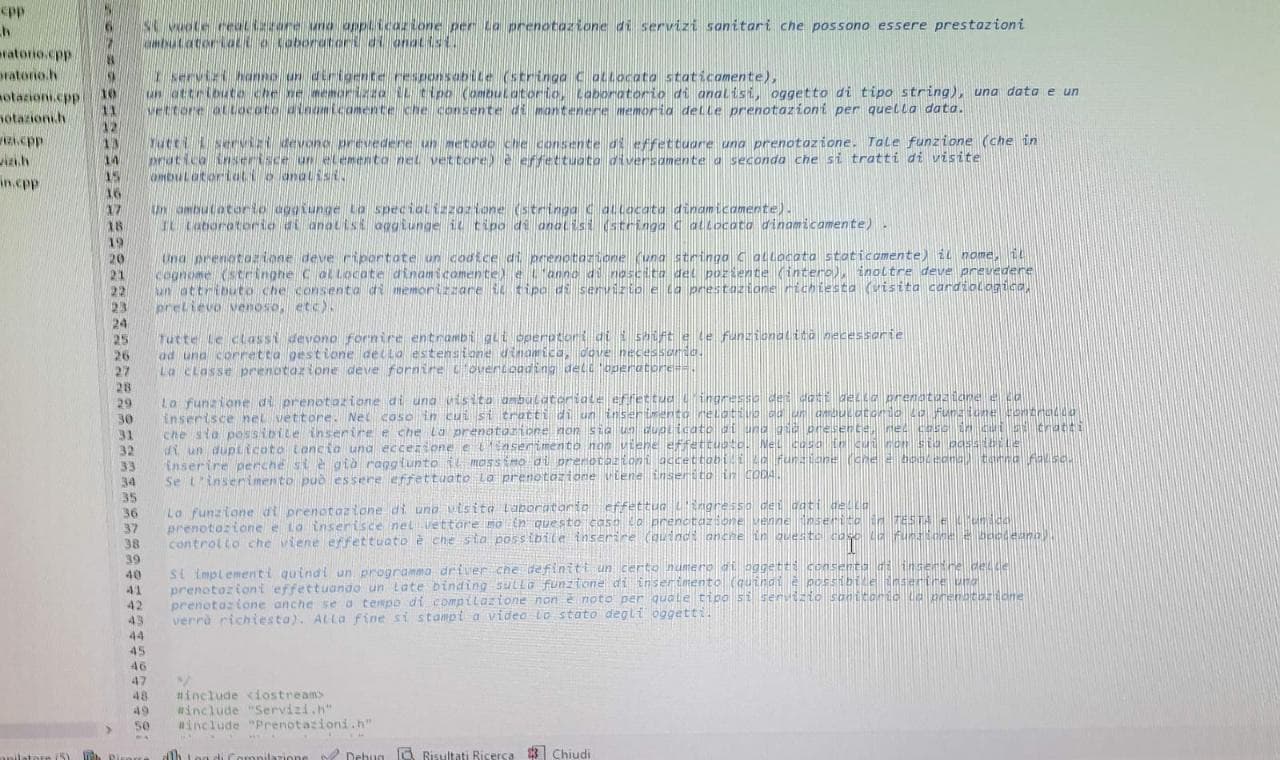 cpp
.h
oratorio.cpp
oratorio.h
notazioni.cpp
notazioni.h
vizi.cpp
vizi.h
in.cpp
5
6 Si vuole realizzare una applicazione per la prenotazione di servizi sanitari che possono essere prestazioni
7 ambulatoriali o laboratori di analisi.
8
9 I servizi hanno un dirigente responsabile (stringa C allocata staticamente),
10 un attributo che ne memorizza il tipo (ambulatorio, laboratorio di analisi, oggetto di tipo string), una data e un
11 vettore allocato dinamicamente che consente di mantenere memoria delle prenotazioni per quella data.
12
13 Tutti i servizi devono prevedere un metodo che consente di effettuare una prenotazione. Tale funzione (che in
14 pratica inserisce un elemento nel vettore) è effettuata diversamente a seconda che si tratti di visite
15 ambulatoriali o analisi.
16
17 Un ambulatorio aggiunge la specializzazione (stringa C allocata dinamicamente).
18 Il laboratorio di analisi aggiunge il tipo di analisi (stringa C allocata dinamicamente) .
19
20 Una prenotazione deve riportate un codice di prenotazione (una stringa C allocata staticamente) il nome, il
21 cognome (stringhe C allocate dinamicamente) e l'anno di nascita del paziente (intero), inoltre deve prevedere
22 un attributo che consenta di memorizzare il tipo di servizio e la prestazione richiesta (visita cardiologica,
23 prelievo venoso, etc).
24
25 Tutte le classi devono fornire entrambi gli operatori di i shift e le funzionalità necessarie
26 ad una corretta gestione della estensione dinamica, dove necessario.
27 La classe prenotazione deve fornire l'overloading dell'operatore==.
28
29 La funzione di prenotazione di una visita ambulatoriale effettua l'ingresso dei dati della prenotazione e la
30 inserisce nel vettore. Nel caso in cui si tratti di un inserimento relativo ad un ambulatorio la funzione controlla
31 che sia possibile inserire e che la prenotazione non sia un duplicato di una già presente, nel caso in cui si tratti
32 di un duplicato lancia una eccezione e l'inserimento non viene effettuato. Nel caso in cui non sia possibile
33 inserire perché si è già raggiunto il massimo di prenotazioni accettabili la funzione (che è booleana) torna falso.
34 Se l'inserimento può essere effettuato la prenotazione viene inserita in CODA.
35
36 La funzione di prenotazione di una visita laboratorio effettua l'ingresso dei dati della
37 prenotazione e la inserisce nel vettore ma in questo caso la prenotazione venne inserita in TESTA e l'unico
38 controllo che viene effettuato è che sia possibile inserire (quindi anche in questo caso la funzione è booleana).
39
40 Si implementi quindi un programma driver che definiti un certo numero di oggetti consenta di inserire delle
41 prenotazioni effettuando un late binding sulla funzione di inserimento (quindi è possibile inserire una
42 prenotazione anche se a tempo di compilazione non è noto per quale tipo si servizio sanitario la prenotazione
43 verrà richiesta). Alla fine si stampi a video lo stato degli oggetti.
44
45
46
47 */
48 #include <iostream>
49 #include "Servizi.h"
50 #include "Prenotazioni.h"
mpilatore (5) Risorse Log di Compilazione Debug Risultati Ricerca Chiudi